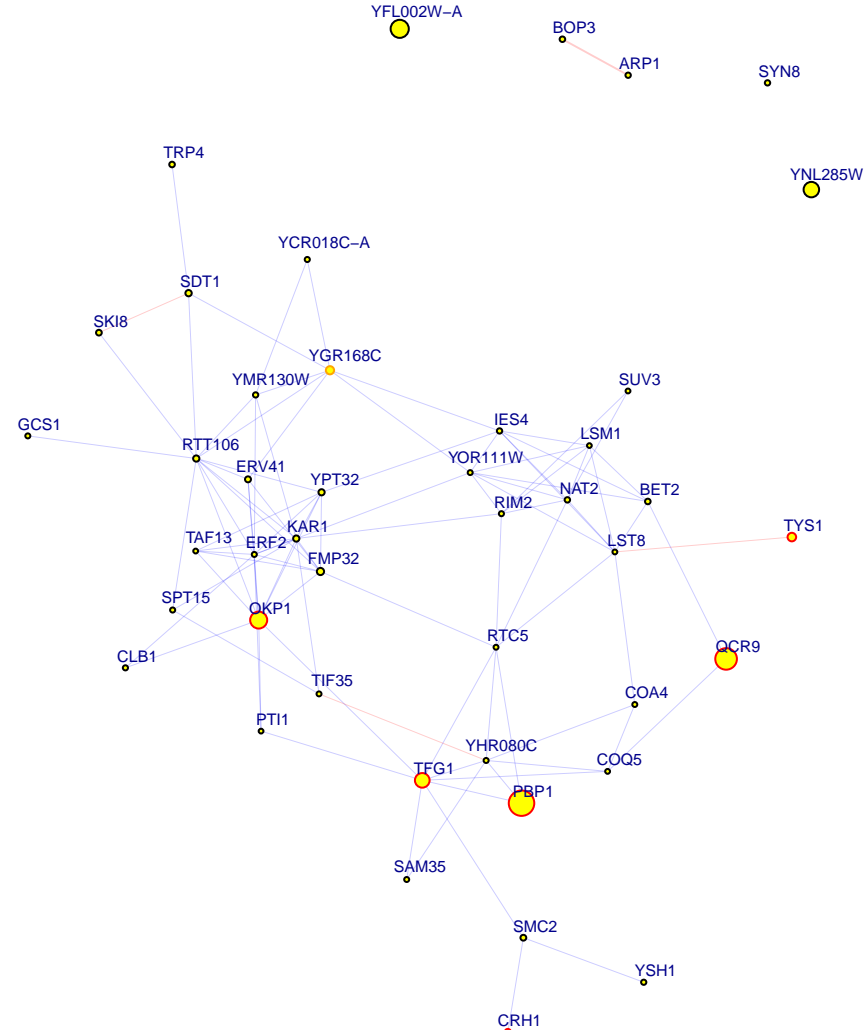 YFL002W−A
BOP3
ARP1
SYN8
TRP4
YNL285W
YCR018C−A
SDT1
SKI8
YGR168C
YMR130W
SUV3
GCS1
IES4
RTT106
LSM1
ERV41
YOR111W
YPT32
NAT2
BET2
RIM2
TYS1
KAR1
TAF13
ERF2
LST8
FMP32
SPT15
OKP1
RTC5
QCR9
CLB1
TIF35
COA4
PTI1
YHR080C
COQ5
TFG1
PBP1
SAM35
SMC2
YSH1
CRH1